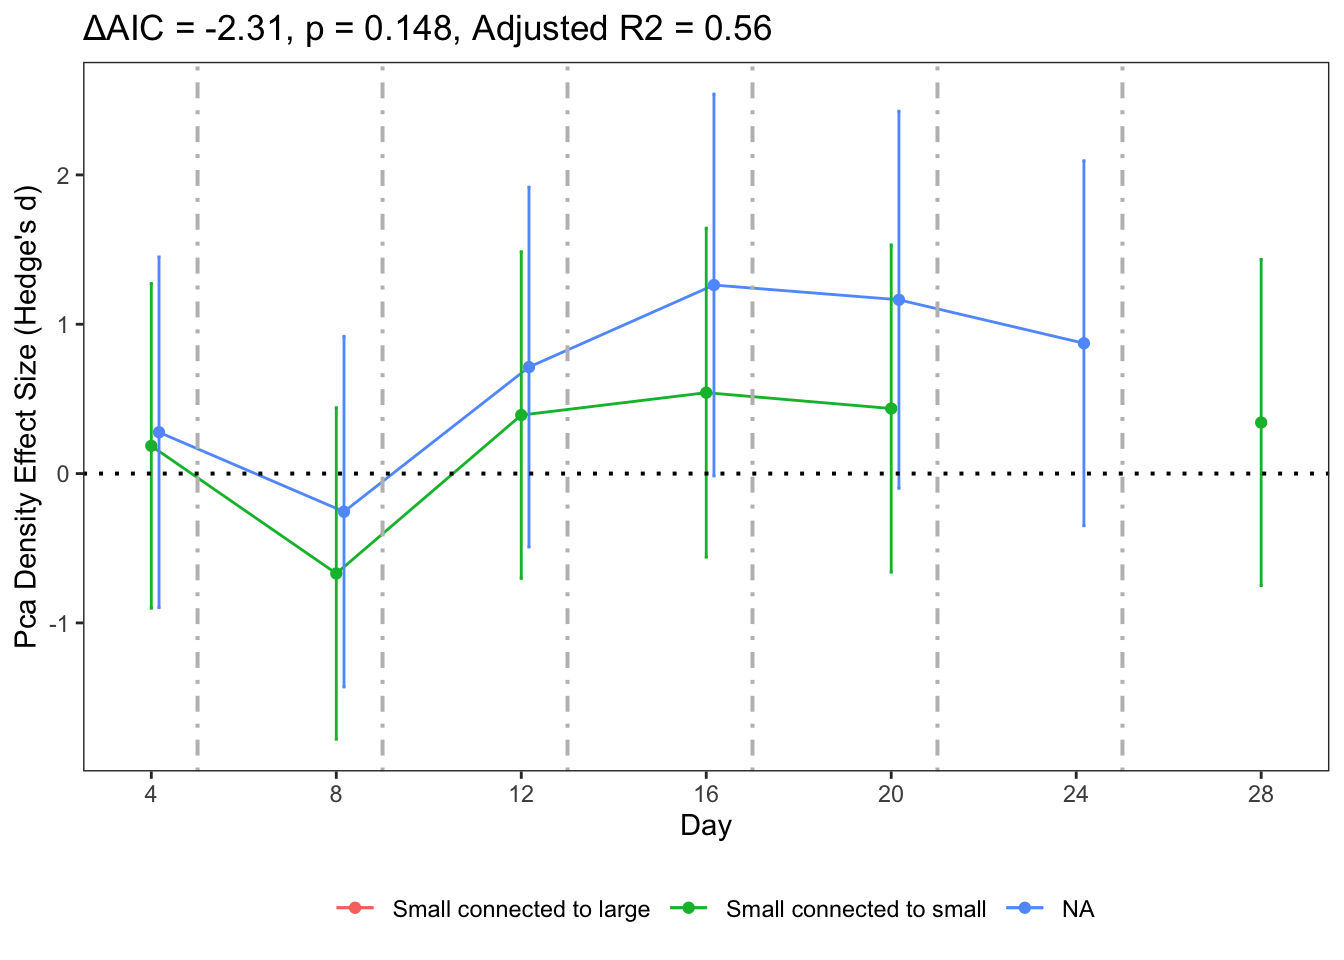 ΔAIC = -2.31, p = 0.148, Adjusted R2 = 0.56
Pca Density Effect Size (Hedge's d)
2
1
0
-1
4 8 12 16 20 24 28
Day
Small connected to large Small connected to small NA